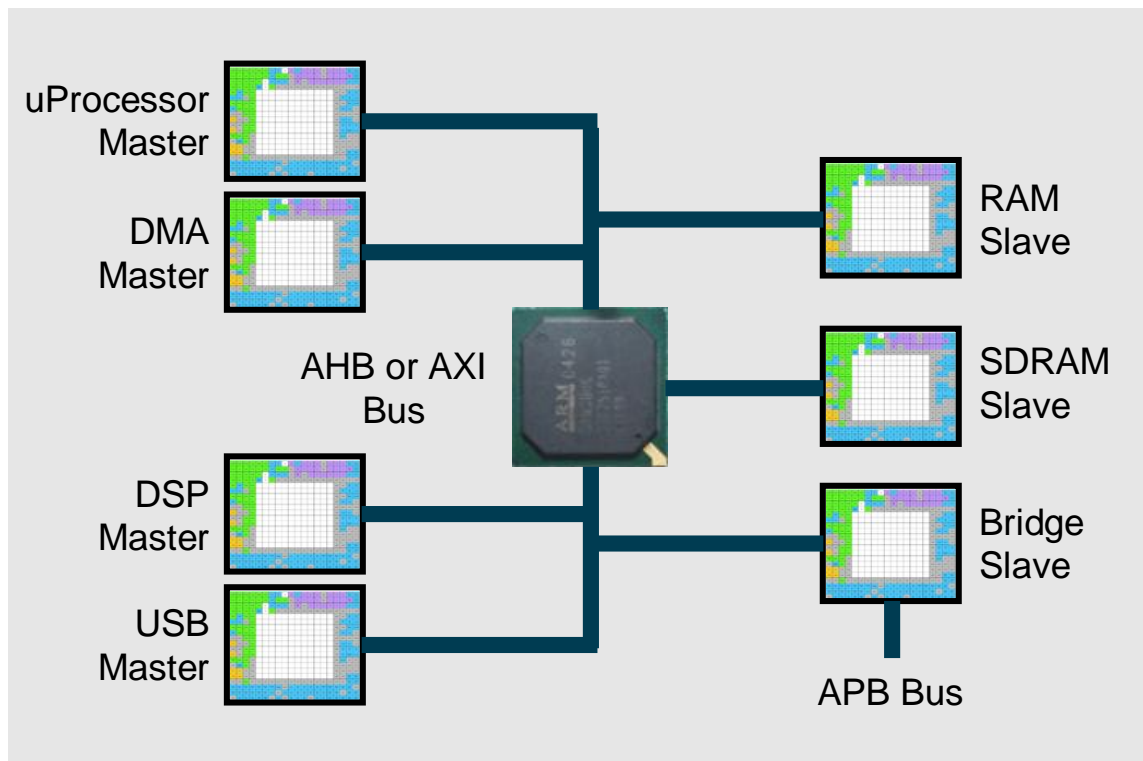 uProcessor
Master
DMA
Master
AHB or AXI
Bus
DSP
Master
USB
Master
ARM
RAM
Slave
SDRAM
Slave
Bridge
Slave
APB Bus